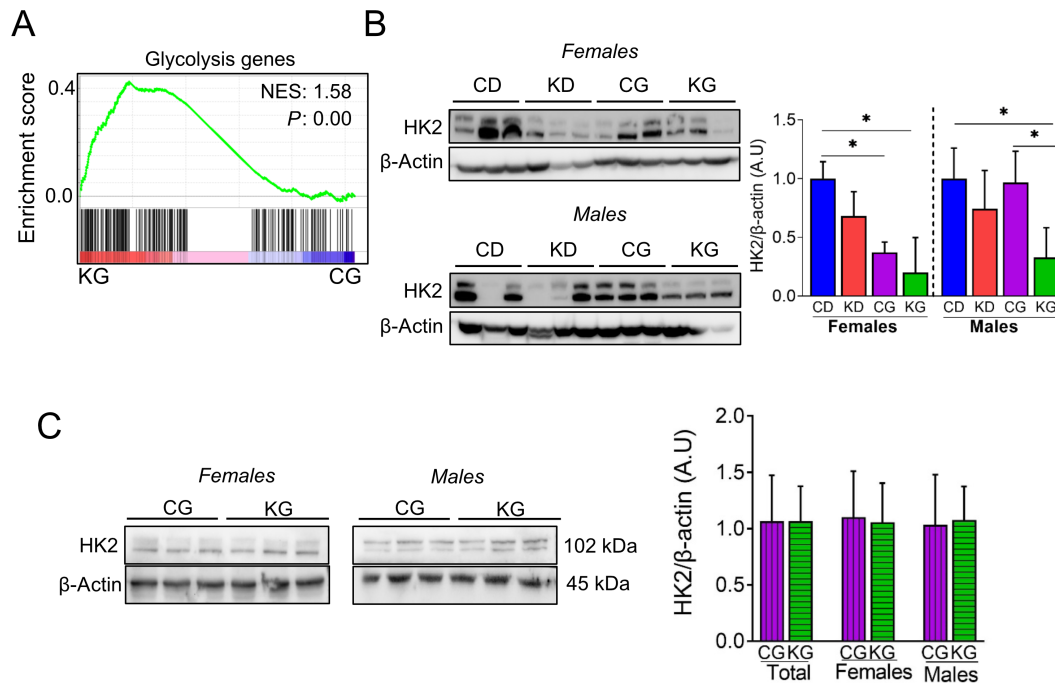 A
Glycolysis genes
NES: 1.58
P: 0.00
Enrichment score
0.4
0.0
KG CG
B
Females
CD KD CG KG
HK2
β-Actin
Males
CD KD CG KG
HK2
β-Actin
HK2/β-actin (A.U)
1.5
1.0
0.5
0.0
* * * *
CD KD CG KG CD KD CG KG
Females Males
C
Females Males
CG KG CG KG
HK2 102 kDa
β-Actin 45 kDa
HK2/β-actin (A.U)
2.0
1.5
1.0
0.5
0.0
CG KG CG KG CG KG
Total Females Males